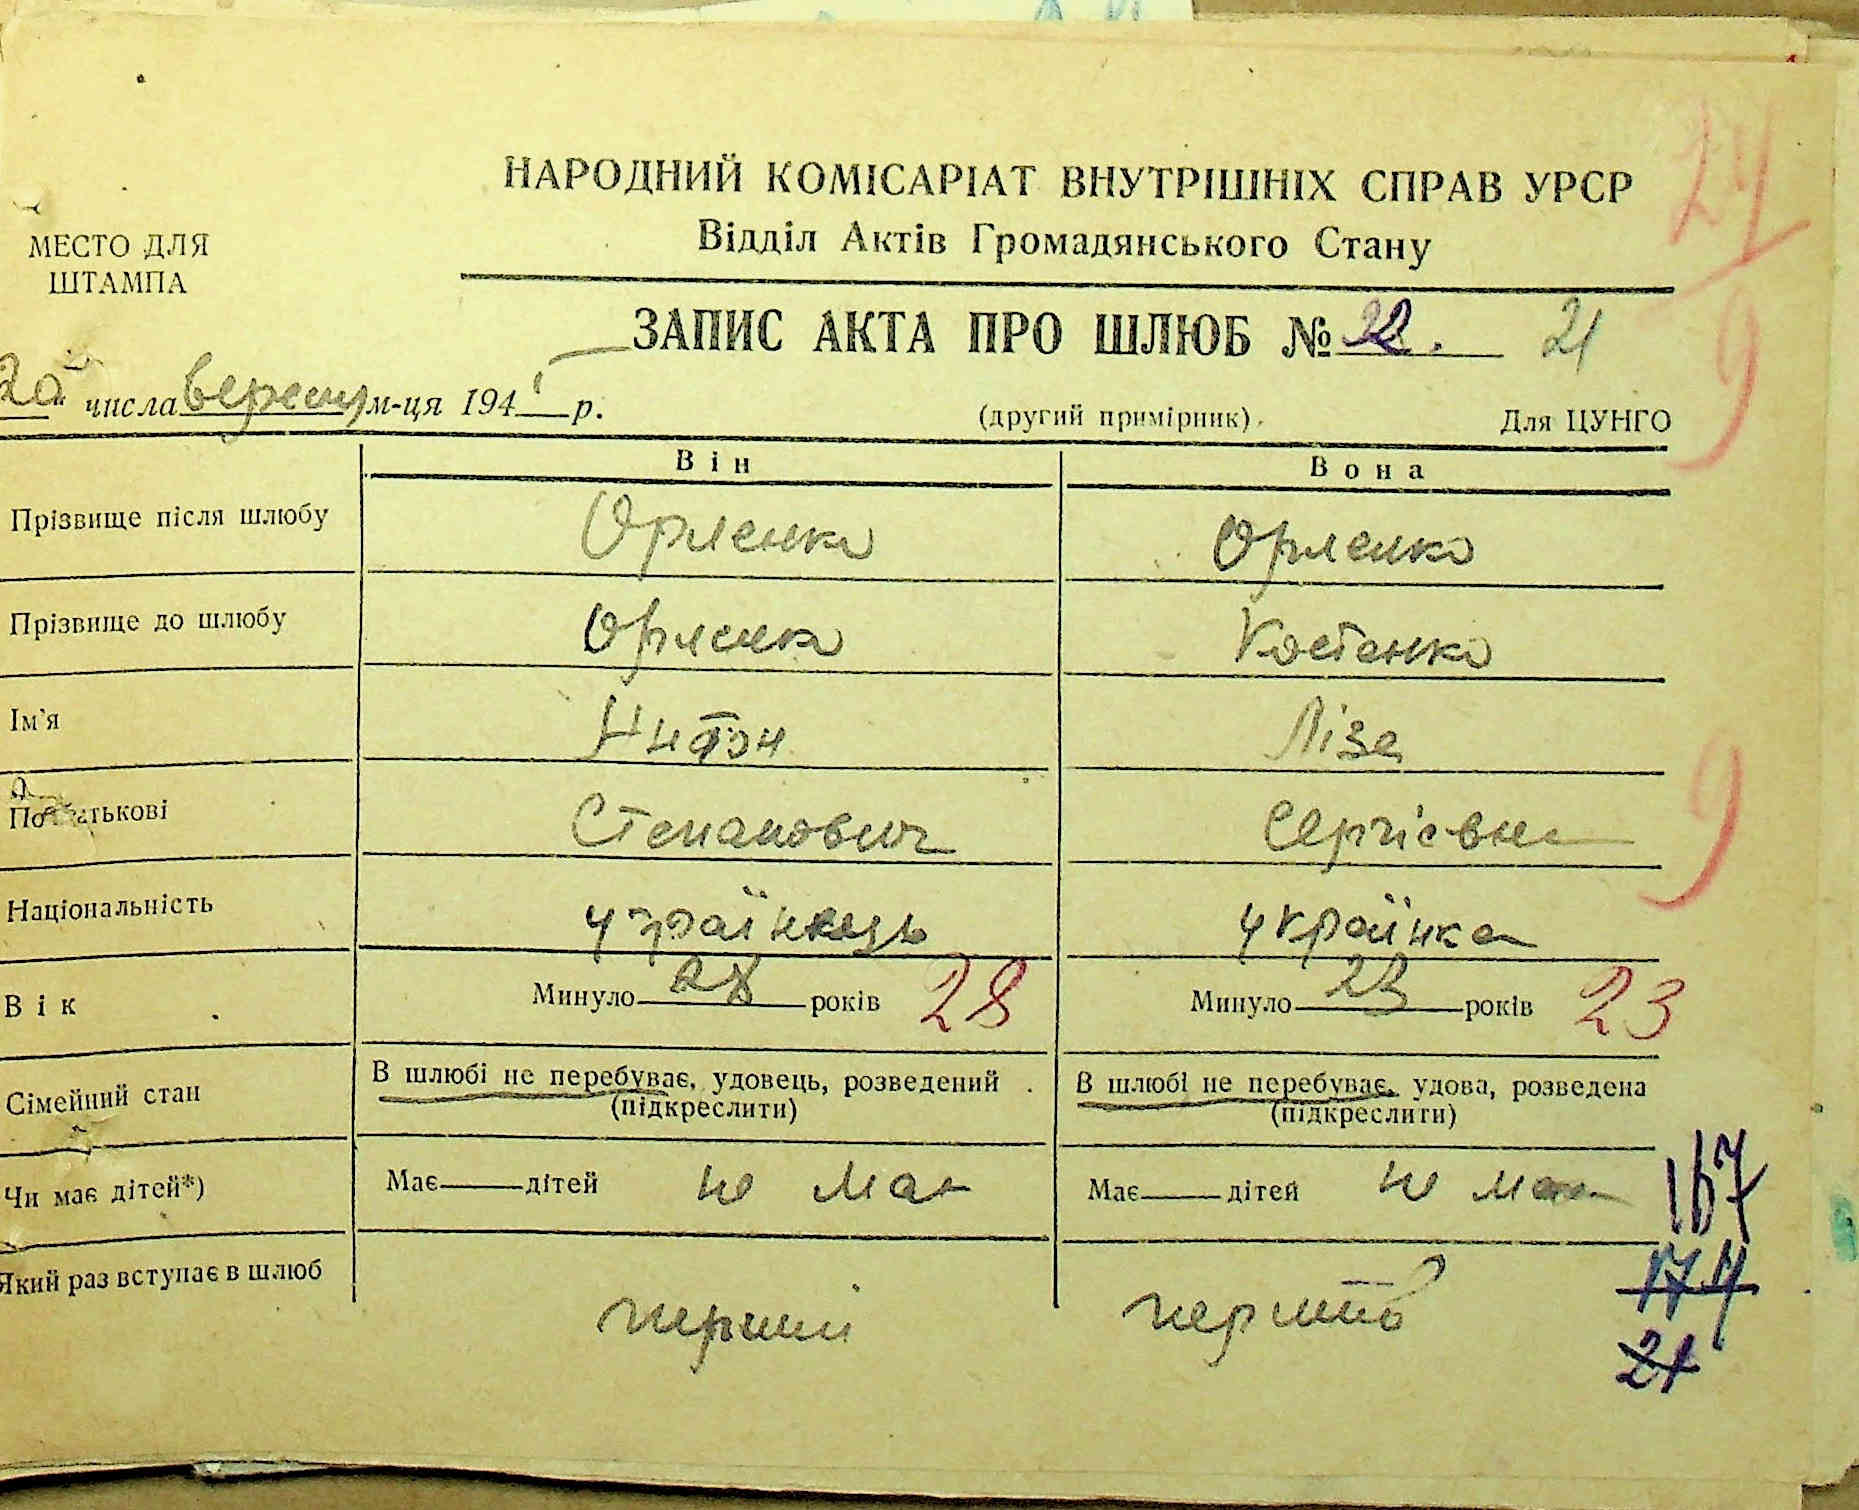 НАРОДНИЙ КОМІСАРІАТ ВНУТРІШНІХ СПРАВ УРСР
Відділ Актів Громадянського Стану
МЕСТО ДЛЯ
ШТАМПА
ЗАПИС АКТА ПРО ШЛЮБ № 22. 21
20 числа вересня м-ця 1941 р.
(другий примірник). Для ЦУНГО
Він Вона
Прізвище після шлюбу Орленко Орленко
Прізвище до шлюбу Орленко Костенко
Ім'я Ліза
По батькові Степанович Сергієвна
Національність українець українка
Вік Минуло 28 років 28 Минуло 23 років 23
Сімейний стан В шлюбі не перебуває, удовець, розведений В шлюбі не перебуває, удова, розведена
(підкреслити) (підкреслити)
Чи має дітей*) Має дітей не має Має дітей не має
167
174
Який раз вступає в шлюб перший
21